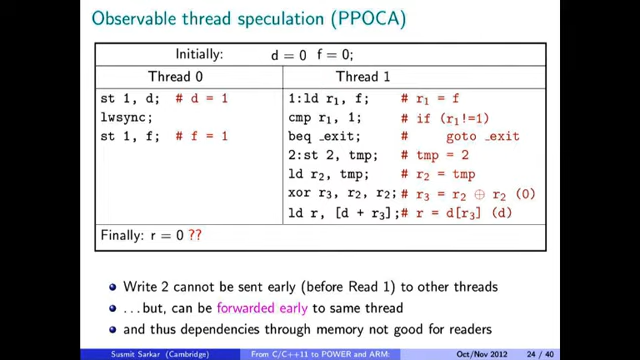 Observable thread speculation (PPOCA)
Initially: d = 0 f = 0;
Thread 0 Thread 1
st 1, d; # d = 1 1:ld r1, f; # r1 = f
lwsync; cmp r1, 1; # if (r1!=1)
st 1, f; # f = 1 beq _exit; # goto _exit
2:st 2, tmp; # tmp = 2
ld r2, tmp; # r2 = tmp
xor r3, r2, r2; # r3 = r2 ⊕ r2 (0)
ld r, [d + r3]; # r = d[r3] (d)
Finally: r = 0 ??
Write 2 cannot be sent early (before Read 1) to other threads
...but, can be forwarded early to same thread
and thus dependencies through memory not good for readers
Susmit Sarkar (Cambridge) From C/C++11 to POWER and ARM: Oct/Nov 2012 24 / 40